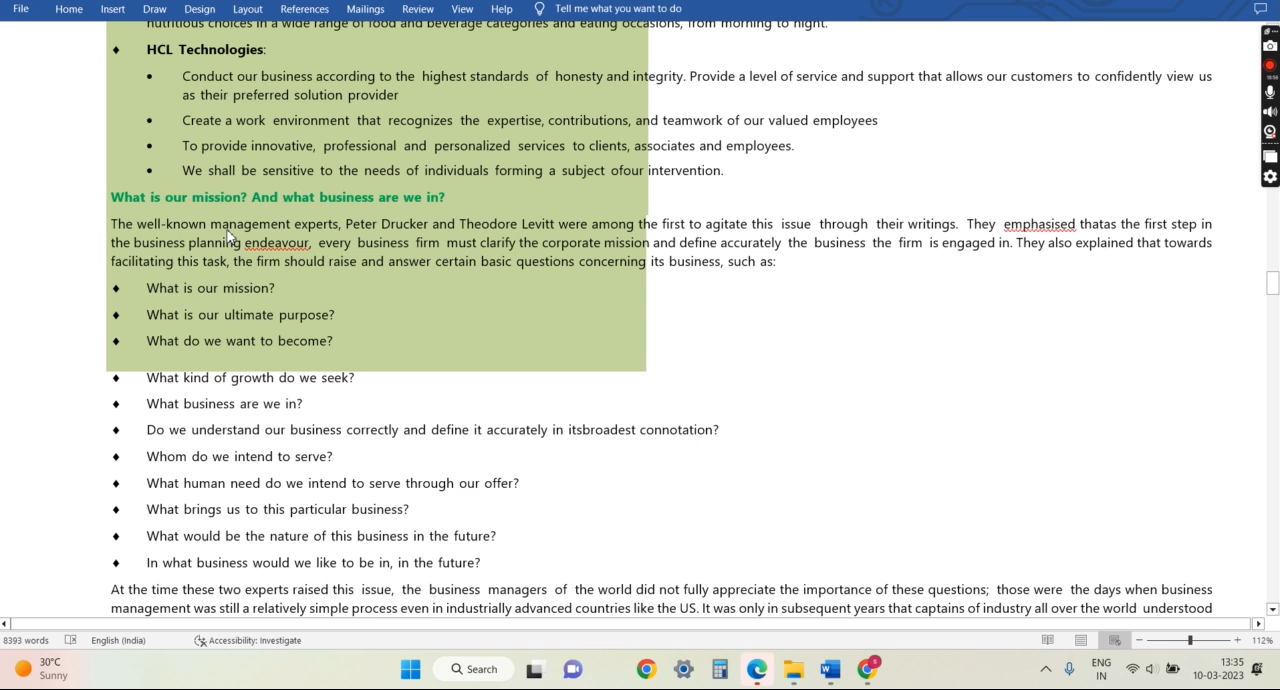 File Home Insert Draw Design Layout References Mailings Review View Help Tell me what you want to do
nutritious choices in a wide range of food and beverage categories and eating occasions, from morning to night.
♦ HCL Technologies:
• Conduct our business according to the highest standards of honesty and integrity. Provide a level of service and support that allows our customers to confidently view us
as their preferred solution provider
• Create a work environment that recognizes the expertise, contributions, and teamwork of our valued employees
• To provide innovative, professional and personalized services to clients, associates and employees.
• We shall be sensitive to the needs of individuals forming a subject ofour intervention.
What is our mission? And what business are we in?
The well-known management experts, Peter Drucker and Theodore Levitt were among the first to agitate this issue through their writings. They emphasised thatas the first step in
the business planning endeavour, every business firm must clarify the corporate mission and define accurately the business the firm is engaged in. They also explained that towards
facilitating this task, the firm should raise and answer certain basic questions concerning its business, such as:
♦ What is our mission?
♦ What is our ultimate purpose?
♦ What do we want to become?
♦ What kind of growth do we seek?
♦ What business are we in?
♦ Do we understand our business correctly and define it accurately in itsbroadest connotation?
♦ Whom do we intend to serve?
♦ What human need do we intend to serve through our offer?
♦ What brings us to this particular business?
♦ What would be the nature of this business in the future?
♦ In what business would we like to be in, in the future?
At the time these two experts raised this issue, the business managers of the world did not fully appreciate the importance of these questions; those were the days when business
management was still a relatively simple process even in industrially advanced countries like the US. It was only in subsequent years that captains of industry all over the world understood
8393 words English (India) Accessibility: Investigate 112%
30°C
Sunny
Search
ENG
IN
13:35
10-03-2023